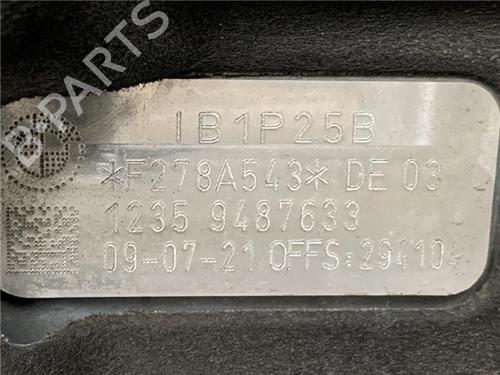 B-PARTS
IB1P25B
*F278A543* DE 03
1235 9487633
09-07-21 OFFS:294104